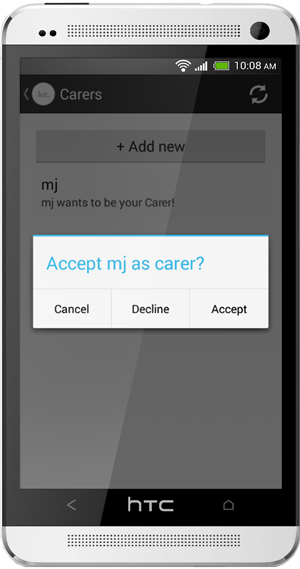 10:08 AM
kit.
Carers
+ Add new
mj
mj wants to be your Carer!
Accept mj as carer?
Cancel
Decline
Accept
hTC